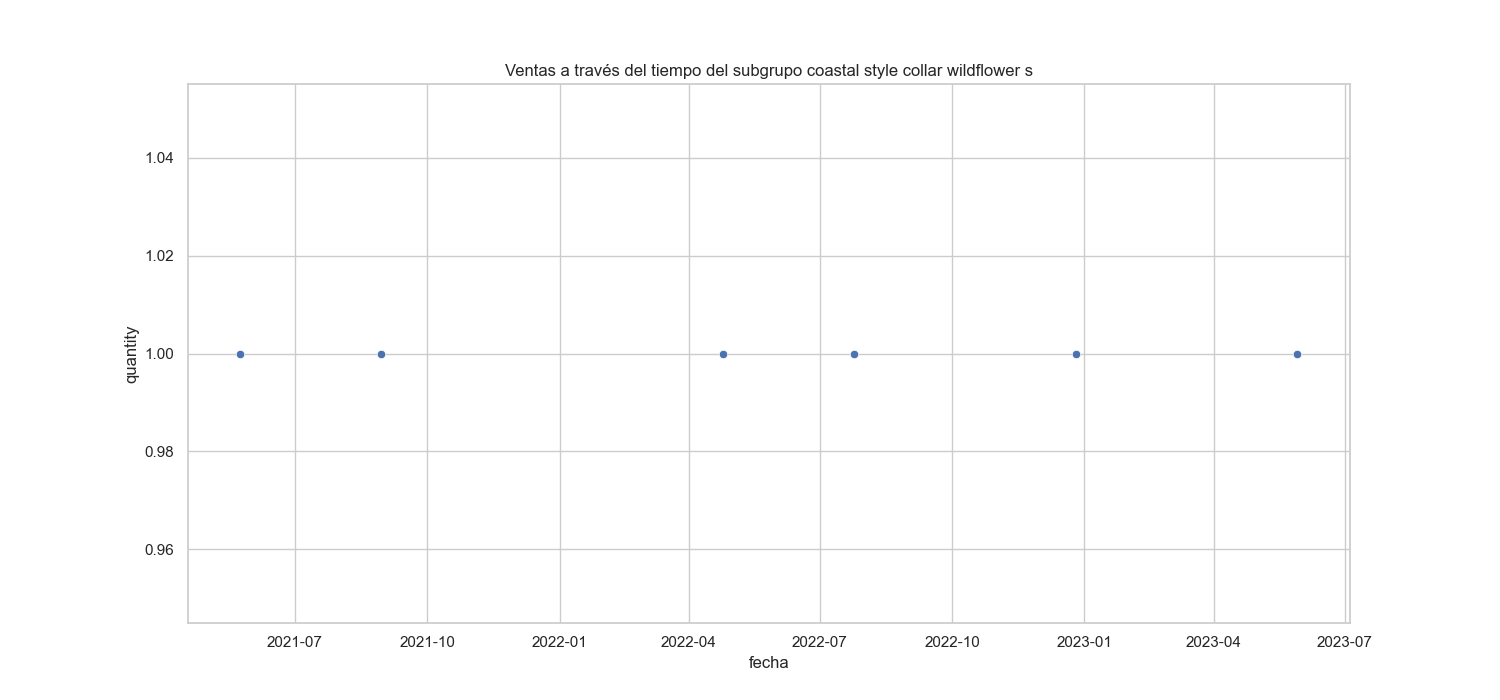 Ventas a través del tiempo del subgrupo coastal style collar wildflower s
1.04
1.02
1.00
0.98
0.96
quantity
2021-07 2021-10 2022-01 2022-04 2022-07 2022-10 2023-01 2023-04 2023-07
fecha